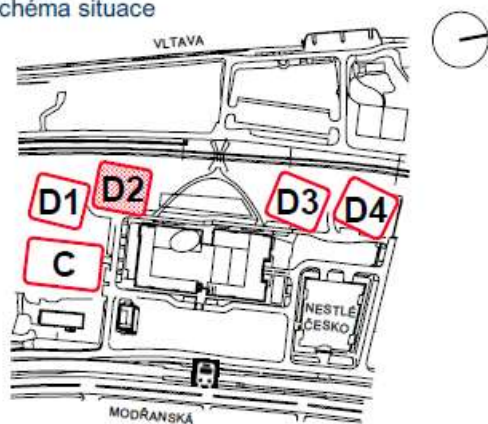 chéma situace
VLTAVA
D1
D2
D3
D4
C
NESTLÉ
ČESKO
MODŘANSKÁ